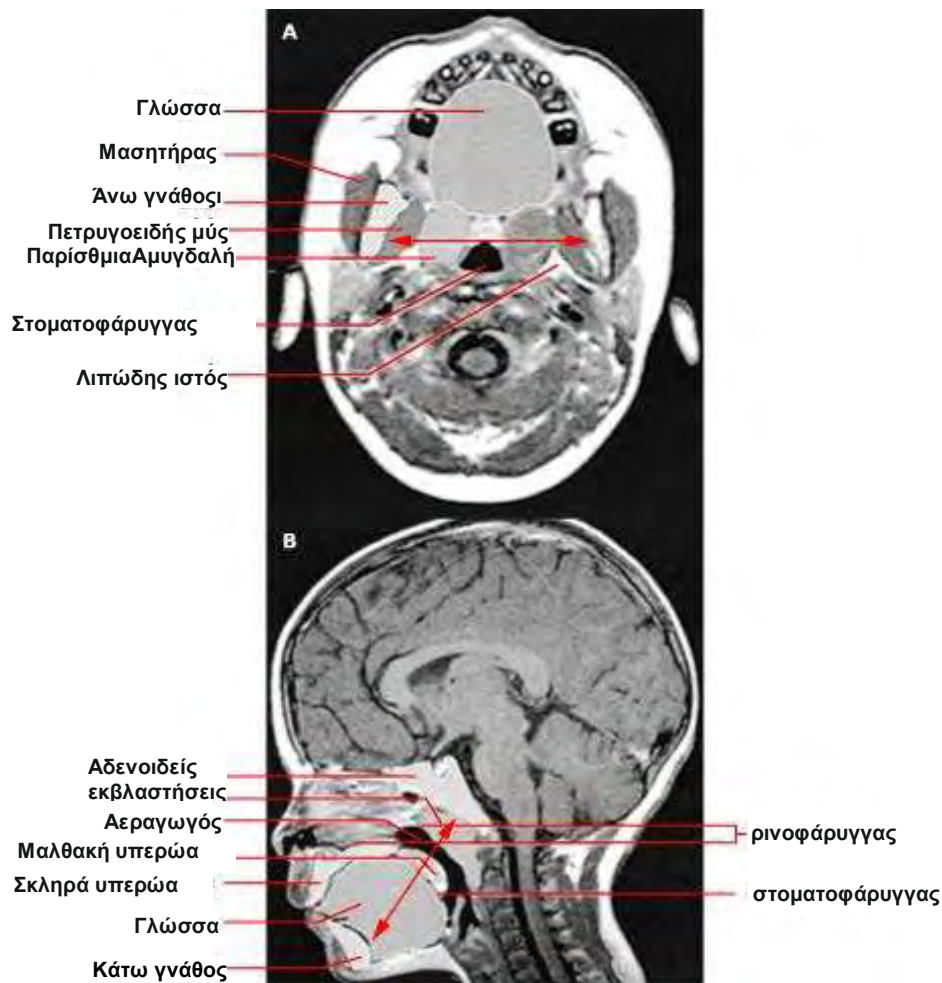 A
Γλώσσα
Μασητήρας
Άνω γνάθοςι
Πετρυγοειδής μύς
ΠαρίσθμιαΑμυγδαλή
Στοματοφάρυγγας
Λιπώδης ιστός
B
Αδενοειδείς
εκβλαστήσεις
Αεραγωγός
Μαλθακή υπερώα
Σκληρά υπερώα
Γλώσσα
Κάτω γνάθος
ρινοφάρυγγας
στοματοφάρυγγας